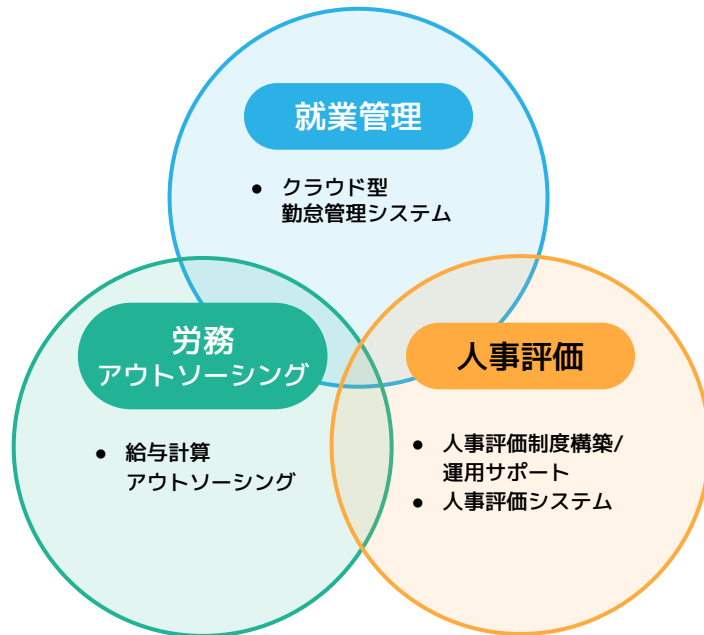 就業管理
● クラウド型
勤怠管理システム
労務
アウトソーシング
● 給与計算
アウトソーシング
人事評価
● 人事評価制度構築/
運用サポート
● 人事評価システム